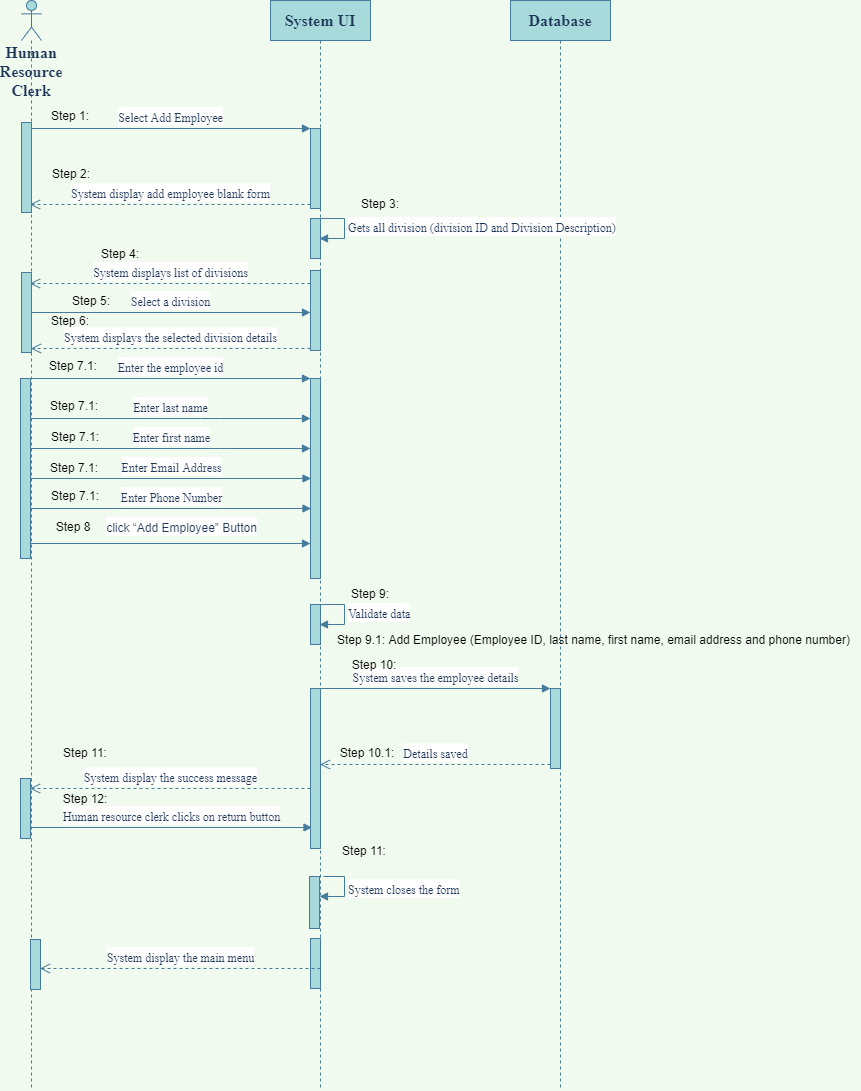 System UI
Database
Human
Resource
Clerk
Step 1:
Select Add Employee
Step 2:
System display add employee blank form
Step 3:
Gets all division (division ID and Division Description)
Step 4:
System displays list of divisions
Step 5:
Select a division
Step 6:
System displays the selected division details
Step 7.1:
Enter the employee id
Step 7.1:
Enter last name
Step 7.1:
Enter first name
Step 7.1:
Enter Email Address
Step 7.1:
Enter Phone Number
Step 8
click “Add Employee” Button
Step 9:
Validate data
Step 9.1: Add Employee (Employee ID, last name, first name, email address and phone number)
Step 10:
System saves the employee details
Step 10.1:
Details saved
Step 11:
System display the success message
Step 12:
Human resource clerk clicks on return button
Step 11:
System closes the form
System display the main menu